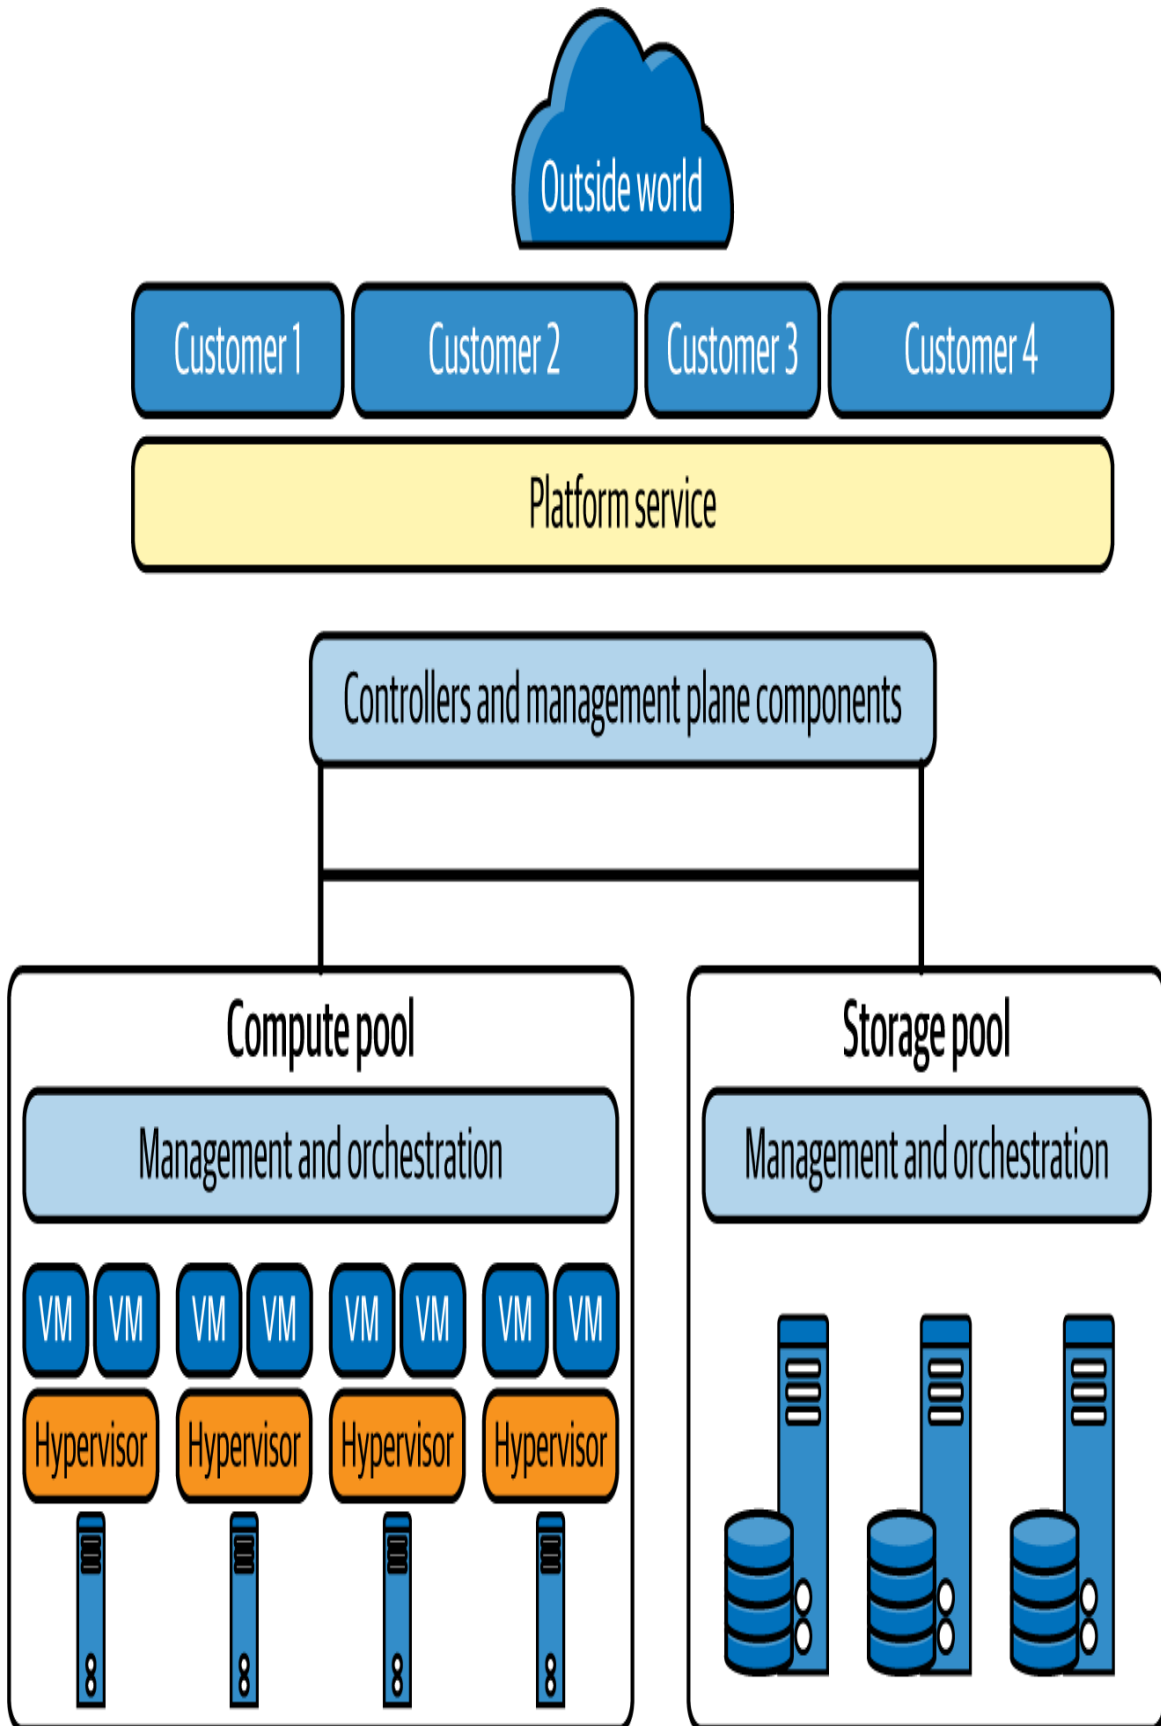 Outside world
Customer 1
Customer 2
Customer 3
Customer 4
Platform service
Controllers and management plane components
Compute pool
Management and orchestration
VM VM VM VM VM VM VM VM
Hypervisor Hypervisor Hypervisor Hypervisor
Storage pool
Management and orchestration